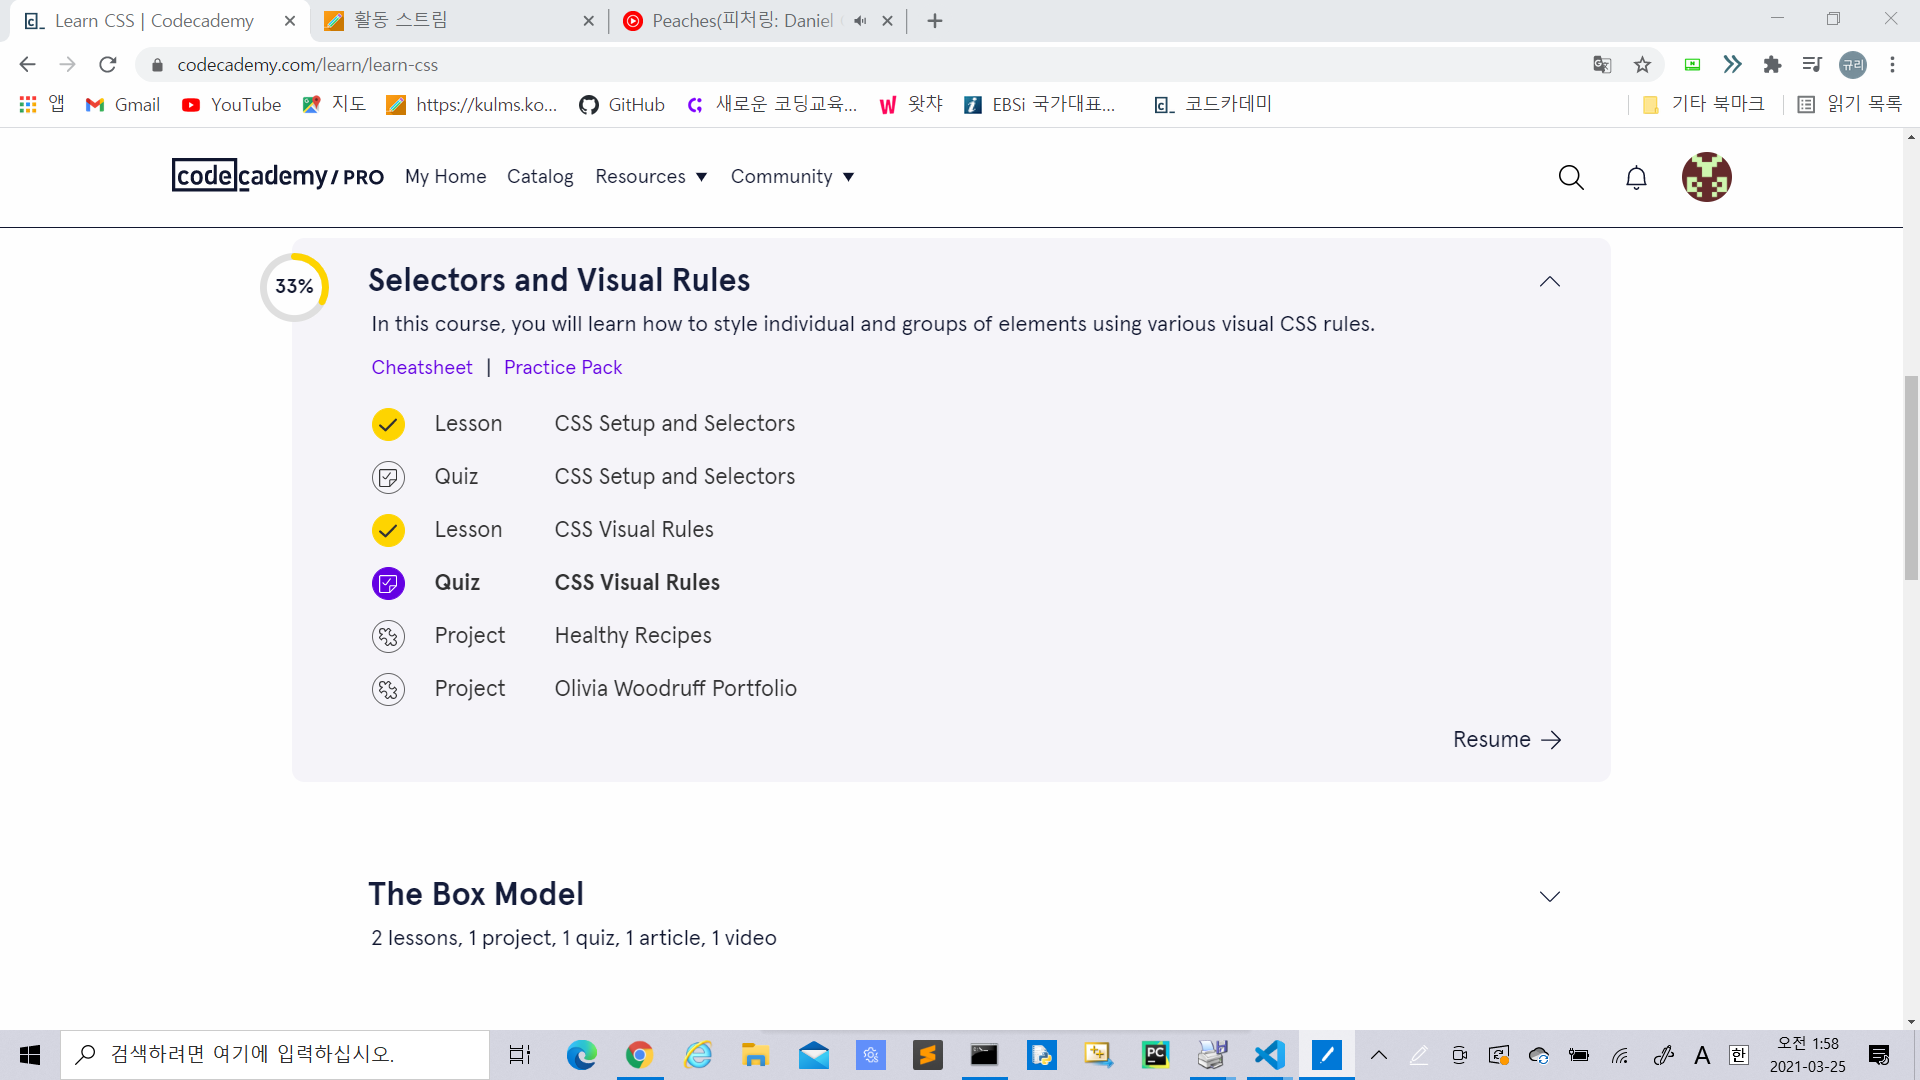 Learn CSS | Codecademy
활동 스트림
Peaches(피처링: Daniel
codecademy.com/learn/learn-css
규리
앱
Gmail
YouTube
지도
https://kulms.ko...
GitHub
새로운 코딩교육...
왓챠
EBSi 국가대표...
코드카데미
기타 북마크
읽기 목록
codecademy / PRO
My Home
Catalog
Resources
Community
33%
Selectors and Visual Rules
In this course, you will learn how to style individual and groups of elements using various visual CSS rules.
Cheatsheet | Practice Pack
Lesson CSS Setup and Selectors
Quiz CSS Setup and Selectors
Lesson CSS Visual Rules
Quiz CSS Visual Rules
Project Healthy Recipes
Project Olivia Woodruff Portfolio
Resume
The Box Model
2 lessons, 1 project, 1 quiz, 1 article, 1 video
검색하려면 여기에 입력하십시오.
PC
A
한
오전 1:58
2021-03-25